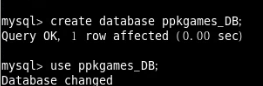 mysql> create database ppkgames_DB;
Query OK, 1 row affected (0.00 sec)
mysql> use ppkgames_DB;
Database changed